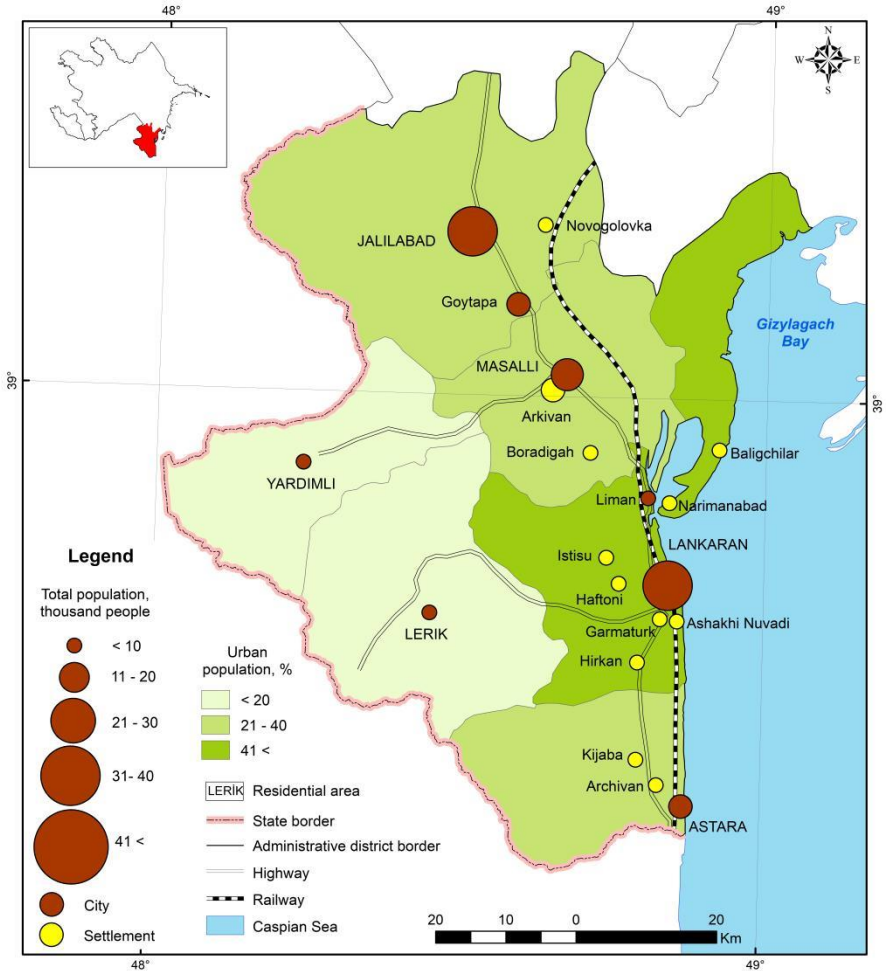 48°
49°
N
W
E
S
JALILABAD
Novogolovka
Goytapa
Gizylagach
Bay
MASALLI
39°
39°
Arkivan
Boradigah
Baligchilar
YARDIMLI
Liman
Narimanabad
LANKARAN
Istisu
Haftoni
LERIK
Garmaturk
Ashakhi Nuvadi
Hirkan
Kijaba
Archivan
ASTARA
Legend
Total population,
thousand people
< 10
11 - 20
21 - 30
31- 40
41 <
City
Settlement
Urban
population, %
< 20
21 - 40
41 <
LERİK Residential area
State border
Administrative district border
Highway
Railway
Caspian Sea
20 10 0 20
Km
48°
49°